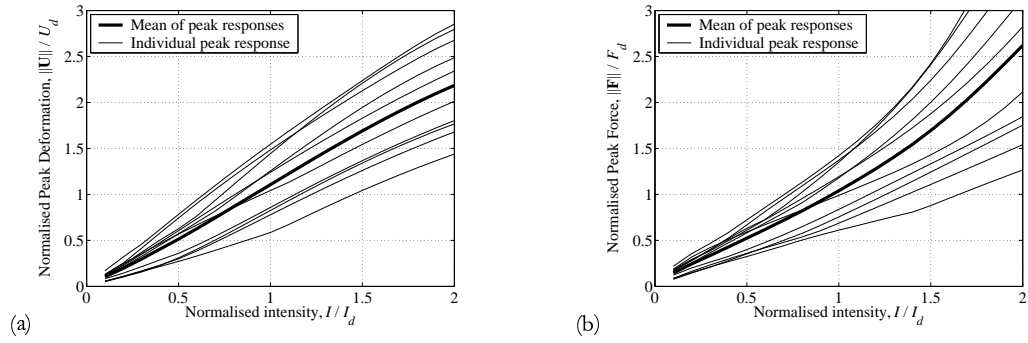 3
2.5
2
1.5
1
0.5
0
0
0.5
1
1.5
2
Normalised Peak Deformation, ||U|| / U_d
Mean of peak responses
Individual peak response
Normalised intensity, I / I_d
(a)
3
2.5
2
1.5
1
0.5
0
0
0.5
1
1.5
2
Normalised Peak Force, ||F|| / F_d
Mean of peak responses
Individual peak response
Normalised intensity, I / I_d
(b)